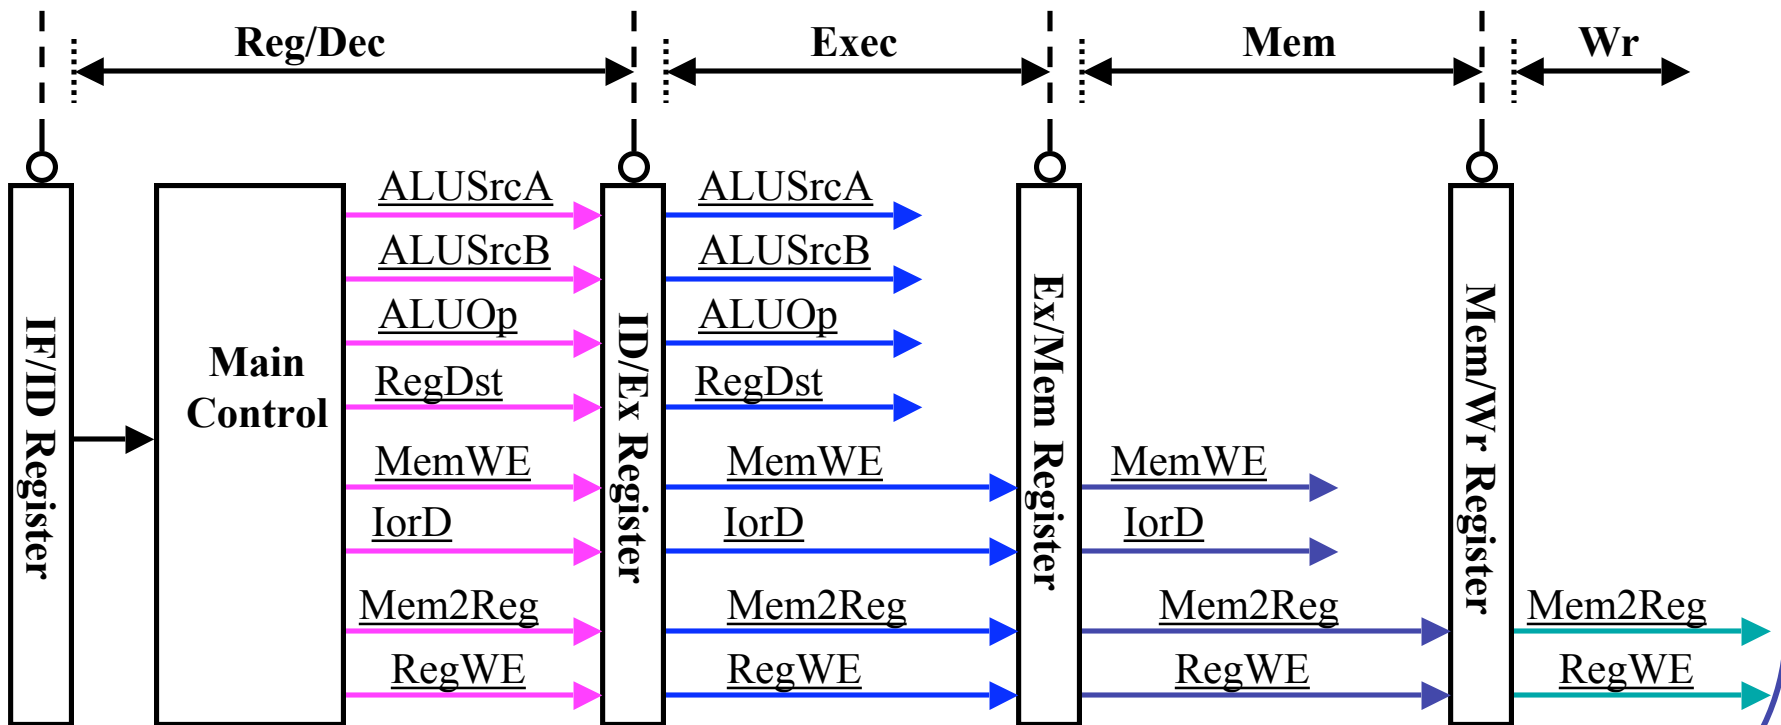 Reg/Dec Exec Mem Wr
ALUSrcA ALUSrcA
ALUSrcB ALUSrcB
ALUOp ALUOp
RegDst RegDst
MemWE MemWE MemWE
IorD IorD IorD
Mem2Reg Mem2Reg Mem2Reg Mem2Reg
RegWE RegWE RegWE RegWE
IF/ID Register
Main
Control
ID/Ex Register
Ex/Mem Register
Mem/Wr Register